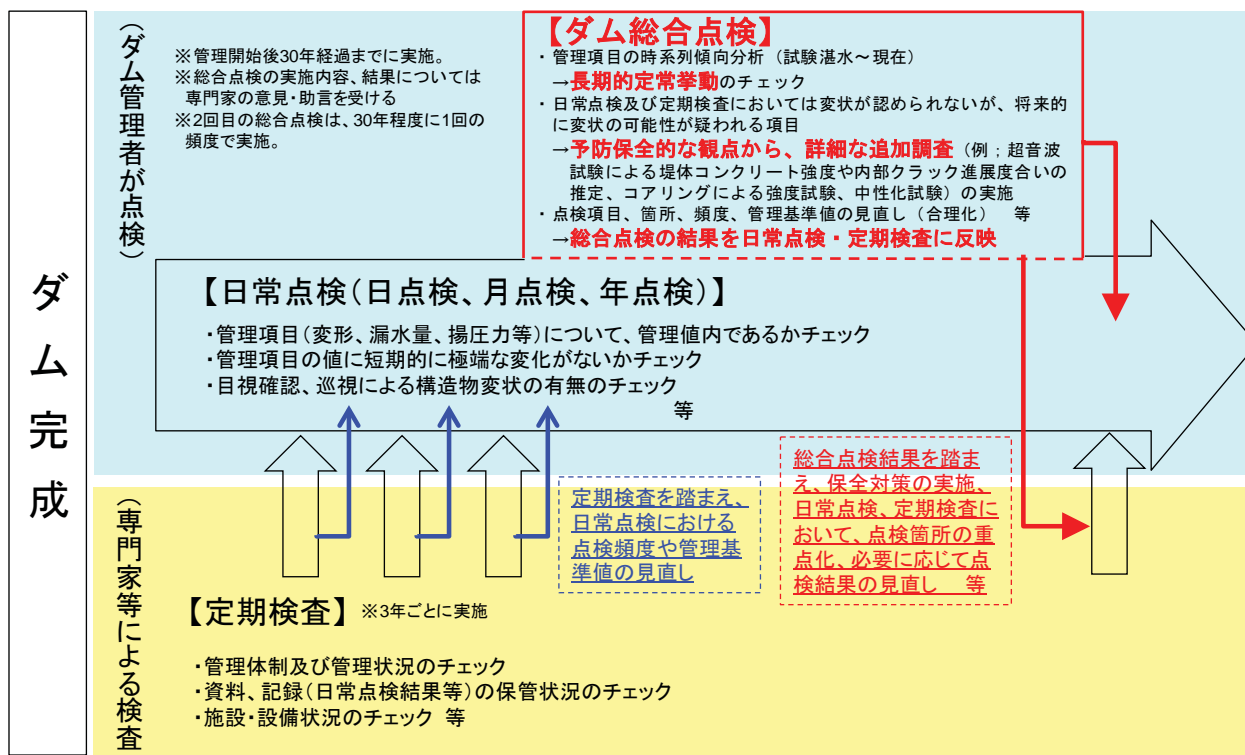 ダム完成
（ダム管理者が点検）
※管理開始後30年経過までに実施。
※総合点検の実施内容、結果については
専門家の意見・助言を受ける
※2回目の総合点検は、30年程度に1回の
頻度で実施。
【ダム総合点検】
・管理項目の時系列傾向分析（試験湛水～現在）
→長期的定常挙動のチェック
・日常点検及び定期検査においては変状が認められないが、将来的
に変状の可能性が疑われる項目
→予防保全的な観点から、詳細な追加調査（例；超音波
試験による堤体コンクリート強度や内部クラック進展度合いの
推定、コアリングによる強度試験、中性化試験）の実施
・点検項目、箇所、頻度、管理基準値の見直し（合理化）　等
→総合点検の結果を日常点検・定期検査に反映
【日常点検（日点検、月点検、年点検）】
・管理項目（変形、漏水量、揚圧力等）について、管理値内であるかチェック
・管理項目の値に短期的に極端な変化がないかチェック
・目視確認、巡視による構造物変状の有無のチェック
等
定期検査を踏まえ、
日常点検における
点検頻度や管理基
準値の見直し
総合点検結果を踏ま
え、保全対策の実施、
日常点検、定期検査に
おいて、点検箇所の重
点化、必要に応じて点
検結果の見直し　等
（専門家等による検査）
【定期検査】 ※3年ごとに実施
・管理体制及び管理状況のチェック
・資料、記録（日常点検結果等）の保管状況のチェック
・施設・設備状況のチェック 等